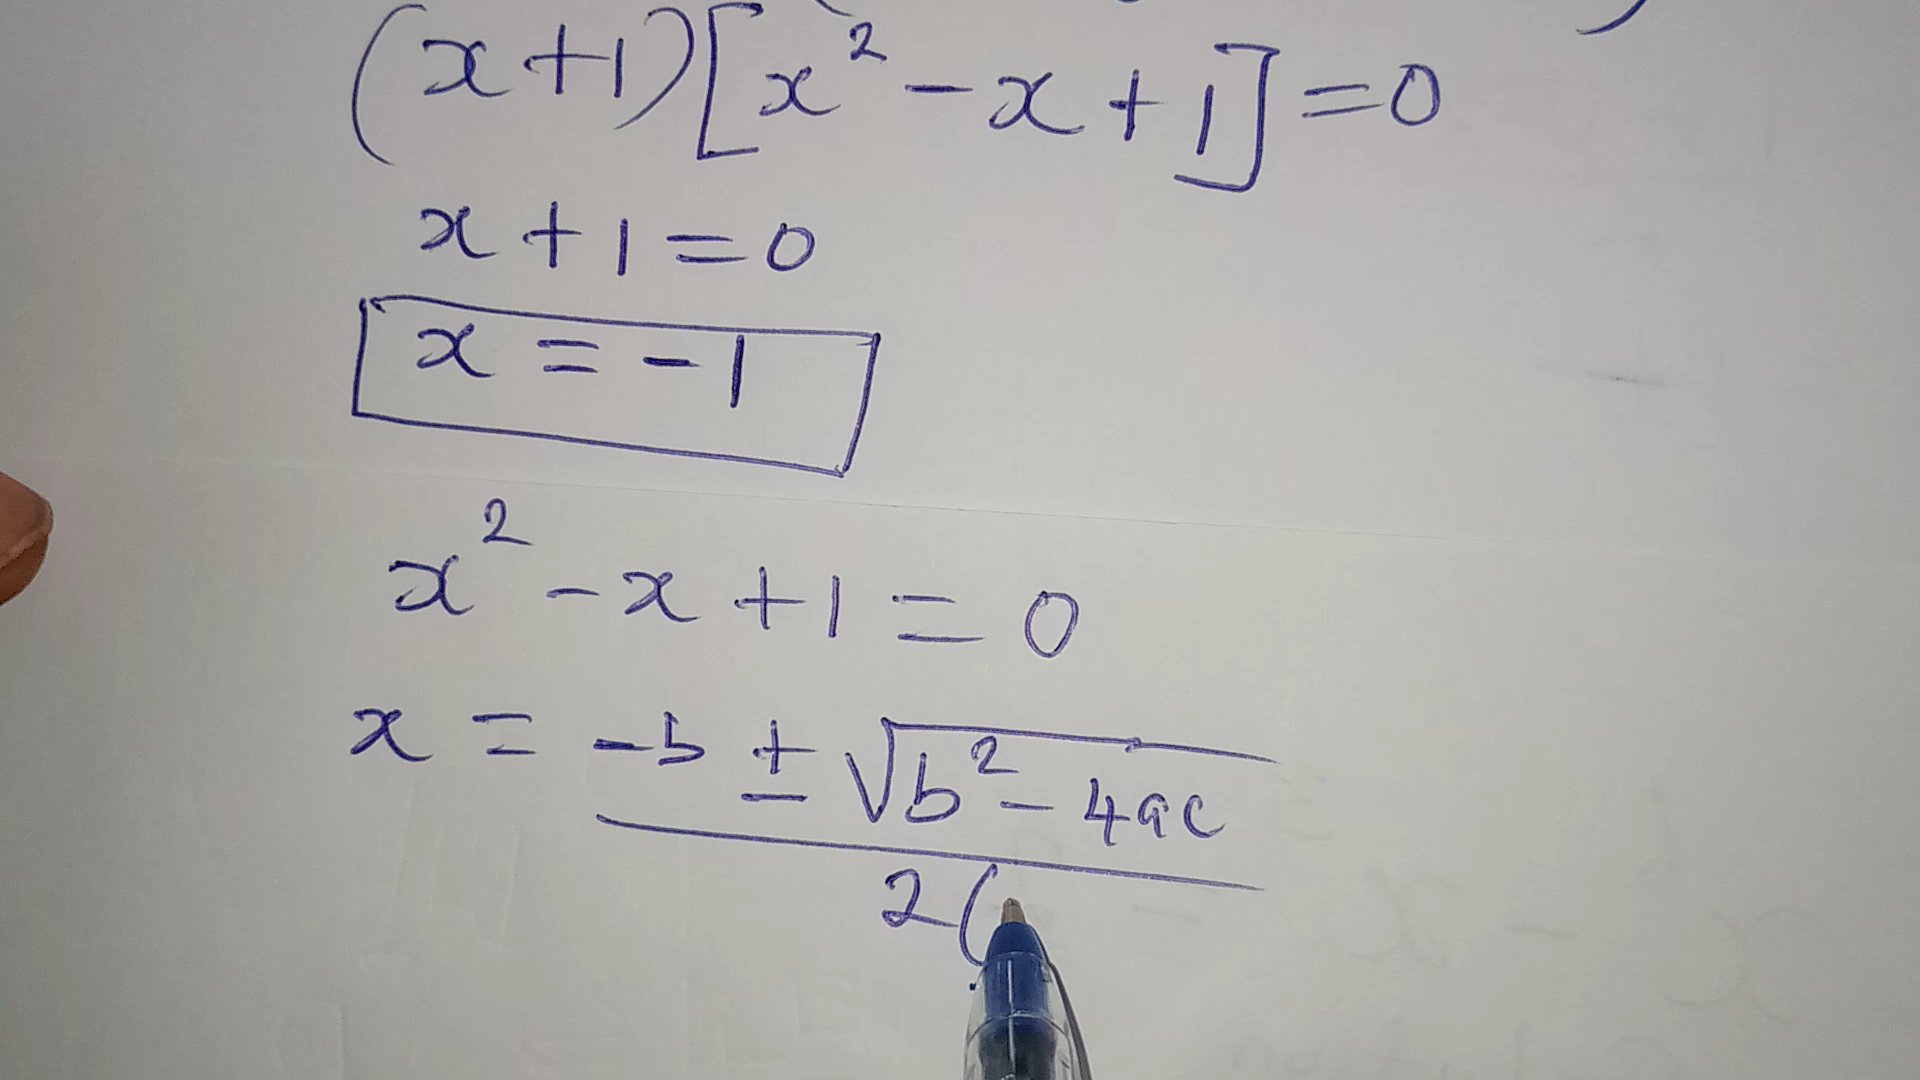 (x+1)[x²-x+1]=0
x+1=0
x=-1
x²-x+1=0
x = -b ± √b²-4ac
2(